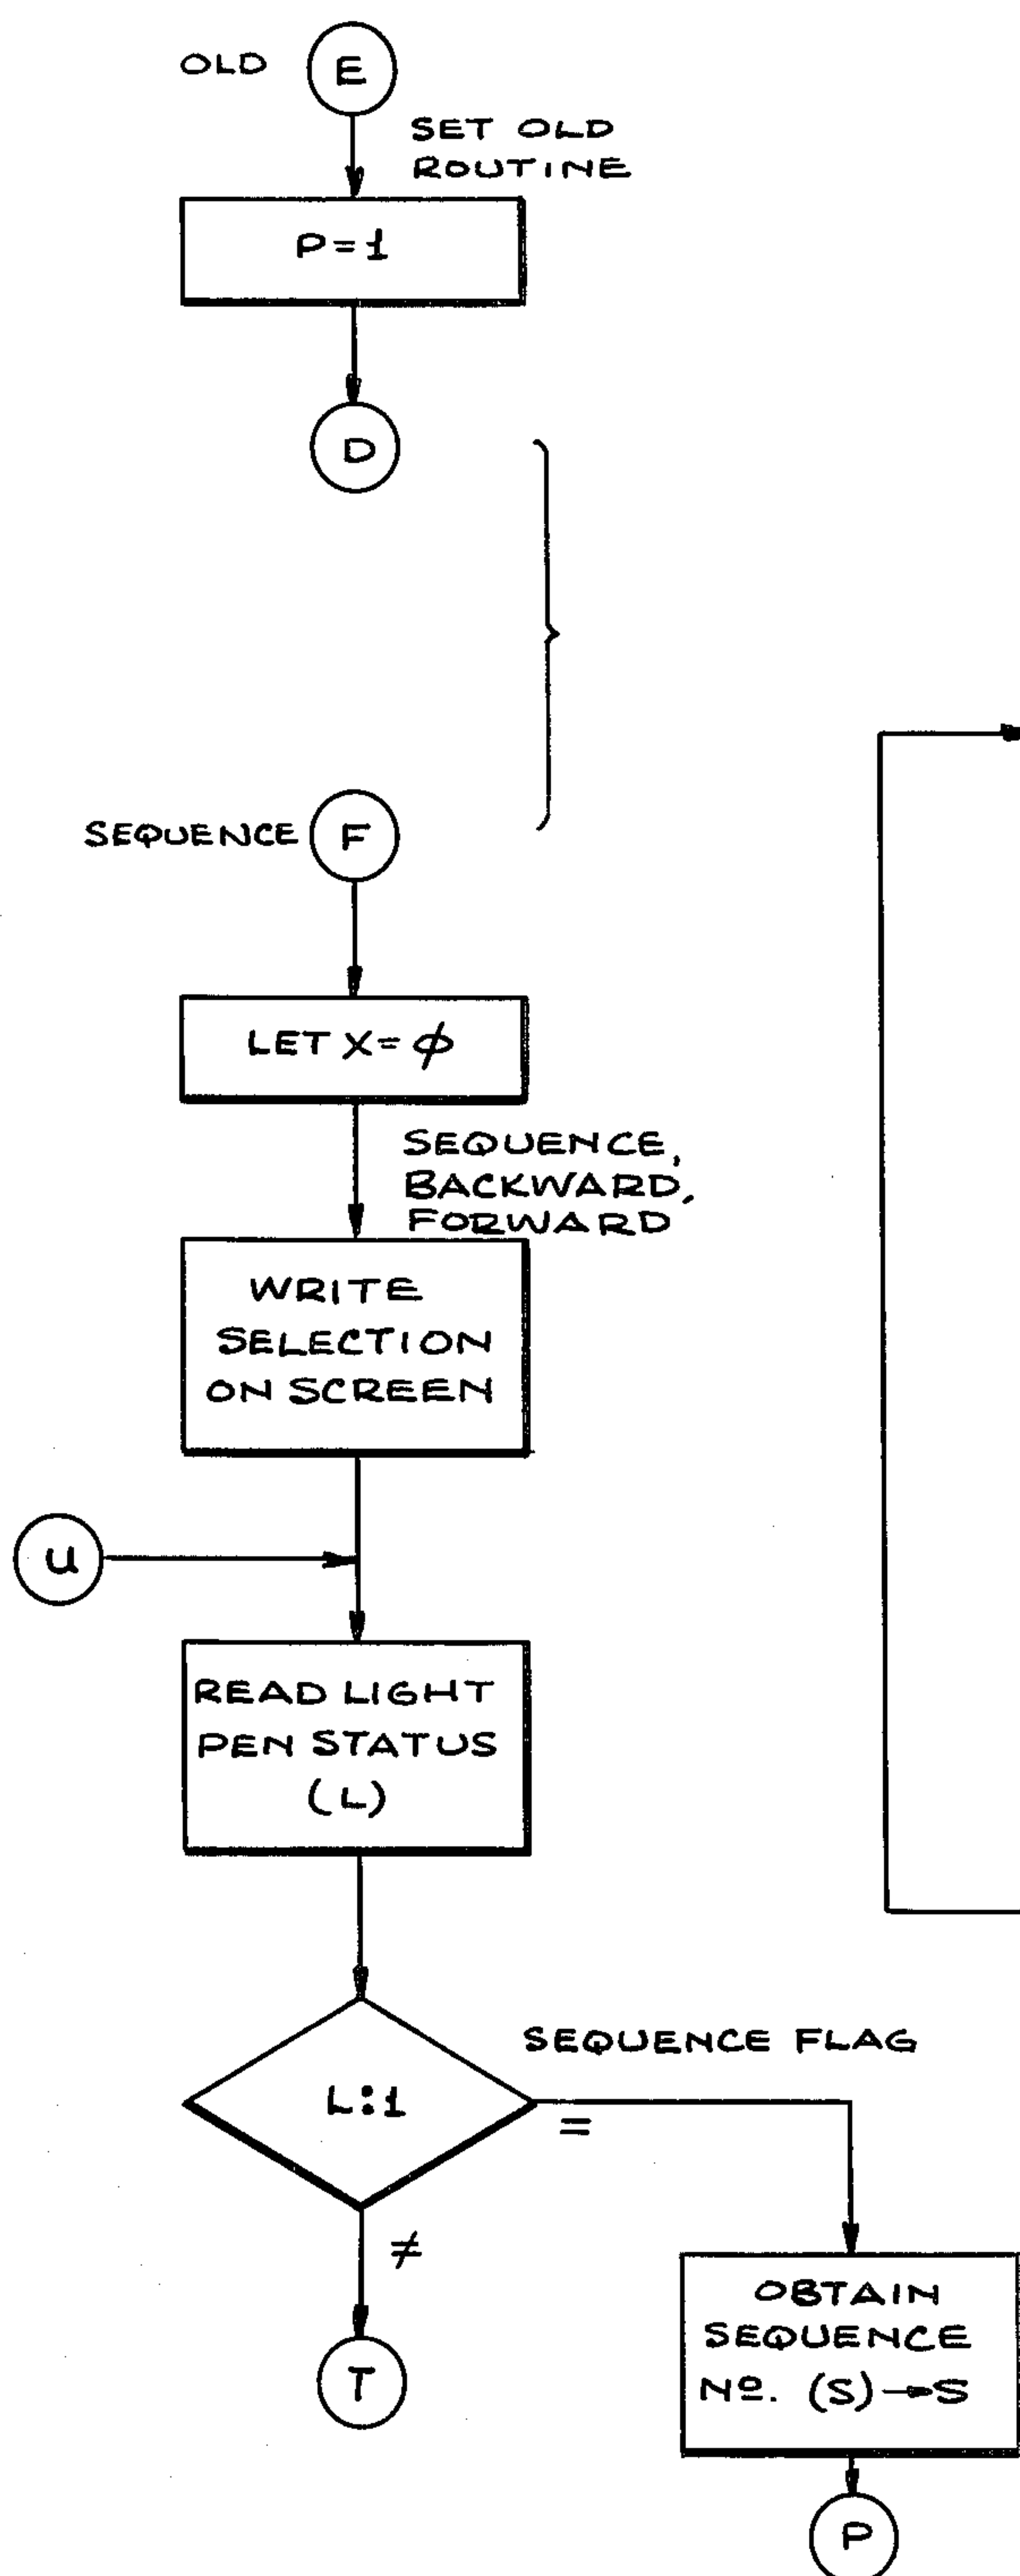 OLD E
SET OLD
ROUTINE
P=1
D
SEQUENCE F
LET X=ϕ
SEQUENCE,
BACKWARD,
FORWARD
WRITE
SELECTION
ON SCREEN
U
READ LIGHT
PEN STATUS
(L)
SEQUENCE FLAG
L:1
=
≠
T
OBTAIN
SEQUENCE
Nº. (S)→S
P